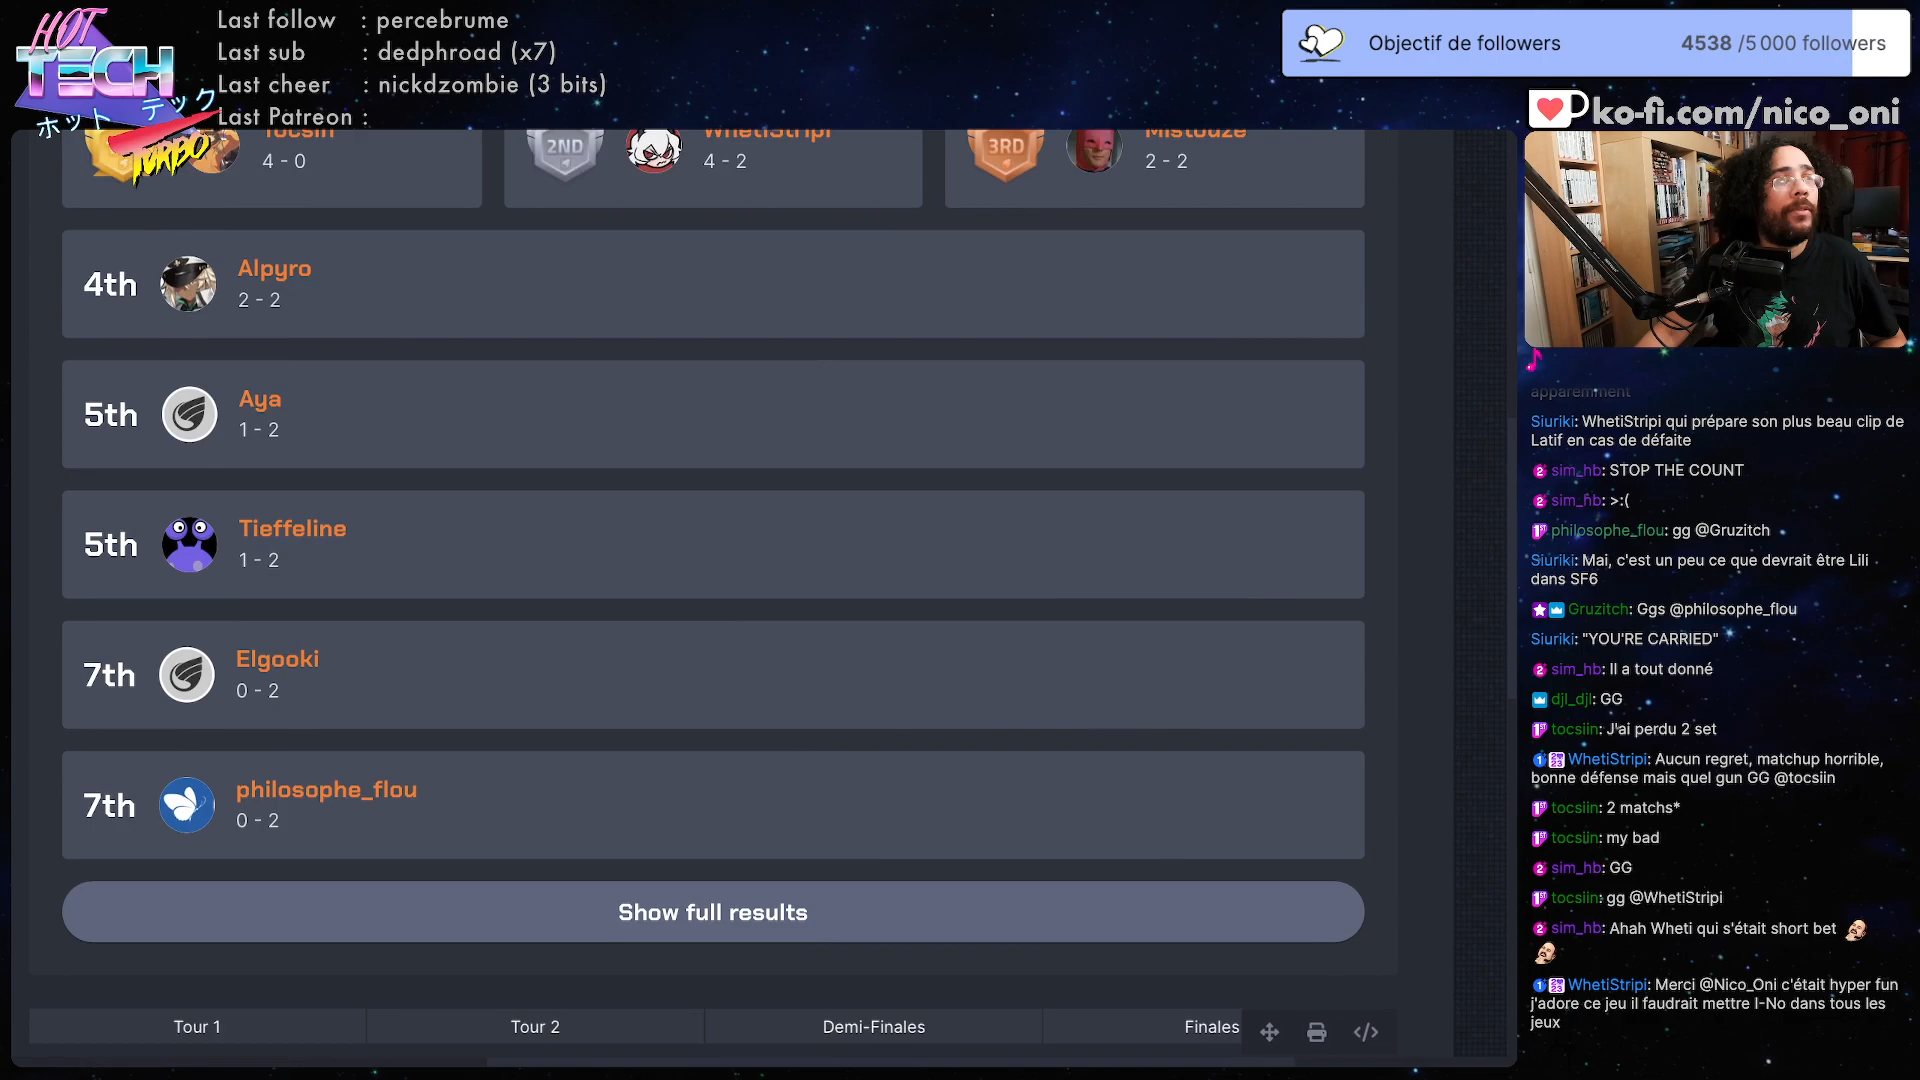 HOT
TECH
ホット テック
TURBO
Last follow : percebrume
Last sub : dedphroad (x7)
Last cheer : nickdzombie (3 bits)
Last Patreon :
Objectif de followers 4538 /5 000 followers
ko-fi.com/nico_oni
Tocsin
4 - 0
2ND
WhetiStripi
4 - 2
3RD
Mistouze
2 - 2
4th
Alpyro
2 - 2
5th
Aya
1 - 2
5th
Tieffeline
1 - 2
7th
Elgooki
0 - 2
7th
philosophe_flou
0 - 2
Show full results
Tour 1
Tour 2
Demi-Finales
Finales
apparemment
Siuriki: WhetiStripi qui prépare son plus beau clip de
Latif en cas de défaite
sim_hb: STOP THE COUNT
sim_hb: >:(
philosophe_flou: gg @Gruzitch
Siuriki: Mai, c'est un peu ce que devrait être Lili
dans SF6
Gruzitch: Ggs @philosophe_flou
Siuriki: "YOU'RE CARRIED"
sim_hb: Il a tout donné
djl_djl: GG
tocsiin: J'ai perdu 2 set
WhetiStripi: Aucun regret, matchup horrible,
bonne défense mais quel gun GG @tocsiin
tocsiin: 2 matchs*
tocsiin: my bad
sim_hb: GG
tocsiin: gg @WhetiStripi
sim_hb: Ahah Wheti qui s'était short bet
WhetiStripi: Merci @Nico_Oni c'était hyper fun
j'adore ce jeu il faudrait mettre I-No dans tous les
jeux